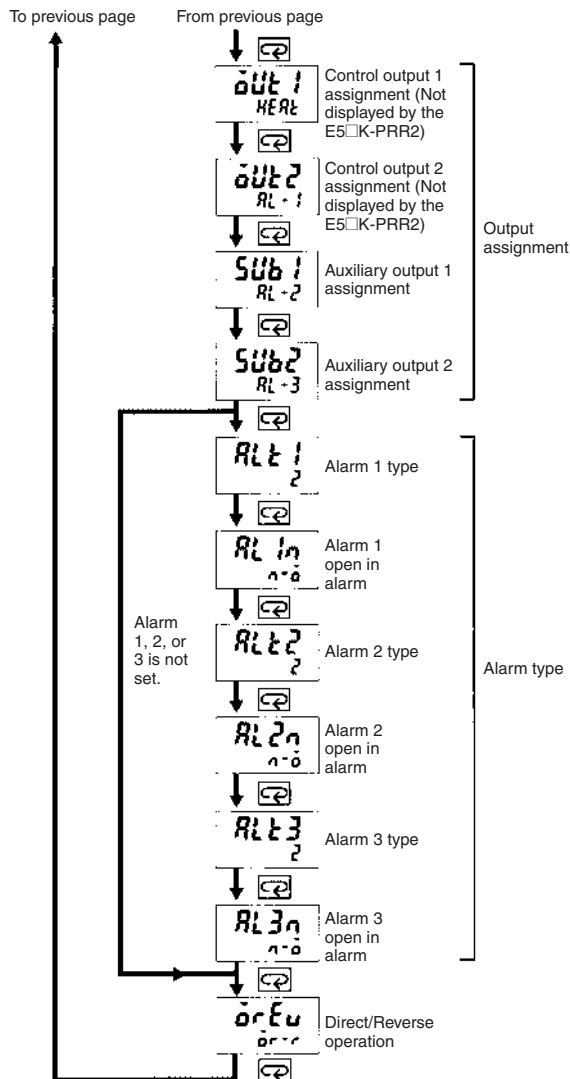 To previous page
From previous page
out1
HEAt
Control output 1
assignment (Not
displayed by the
E5□K-PRR2)
out2
AL-1
Control output 2
assignment (Not
displayed by the
E5□K-PRR2)
SUb1
AL-2
Auxiliary output 1
assignment
SUb2
AL-3
Auxiliary output 2
assignment
Output
assignment
ALt1
2
Alarm 1 type
AL1n
n-o
Alarm 1
open in
alarm
ALt2
2
Alarm 2 type
AL2n
n-o
Alarm 2
open in
alarm
ALt3
2
Alarm 3 type
AL3n
n-o
Alarm 3
open in
alarm
Alarm
1, 2, or
3 is not
set.
Alarm type
orEv
or-r
Direct/Reverse
operation